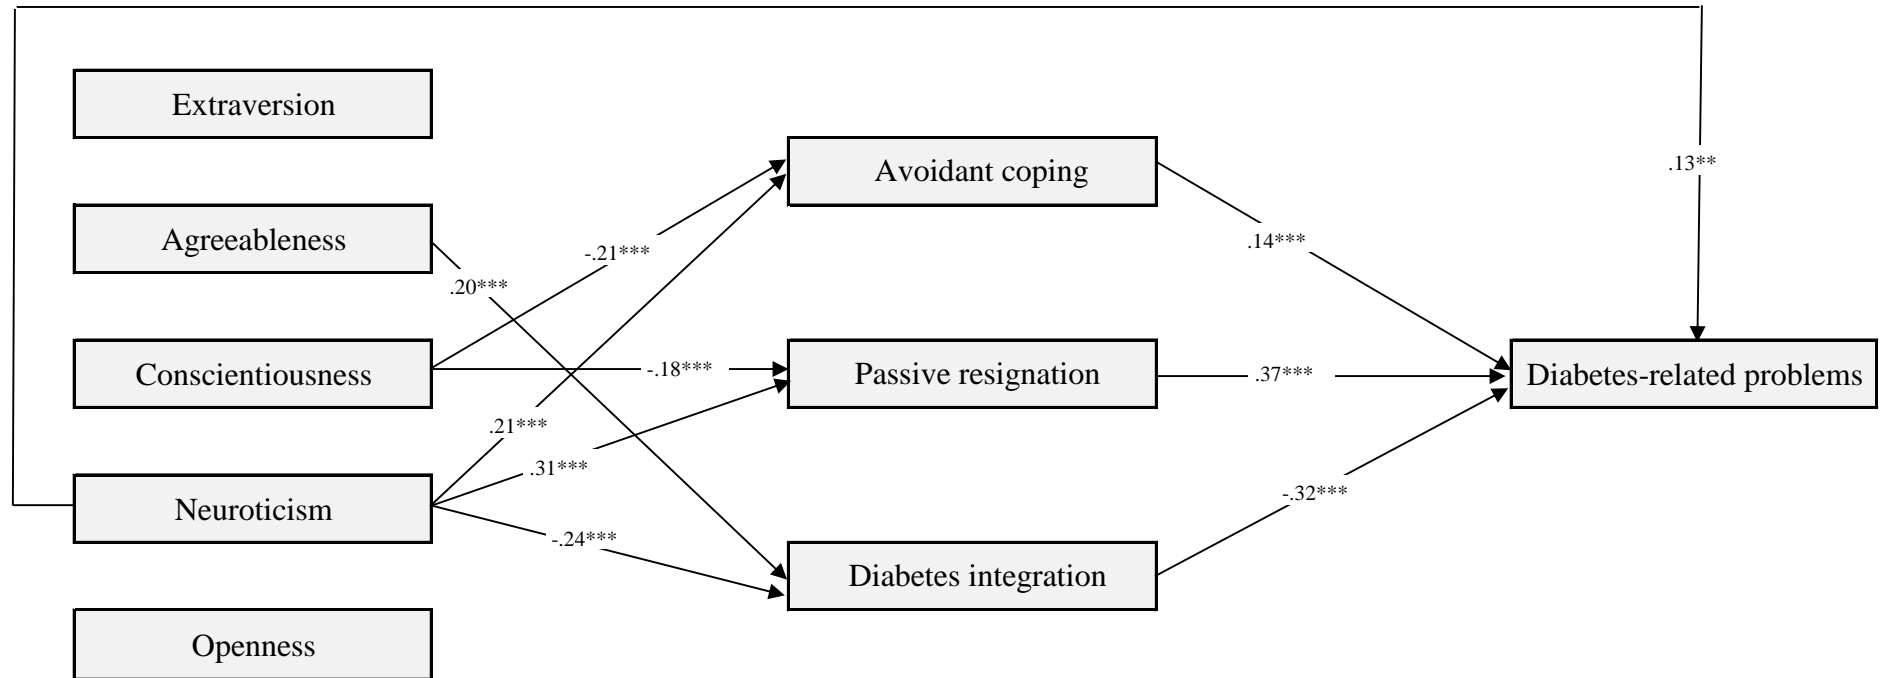 Extraversion
Agreeableness
Conscientiousness
Neuroticism
Openness
-.21***
.20***
-.18***
.21***
.31***
-.24***
Avoidant coping
Passive resignation
Diabetes integration
.14***
.37***
-.32***
.13**
Diabetes-related problems